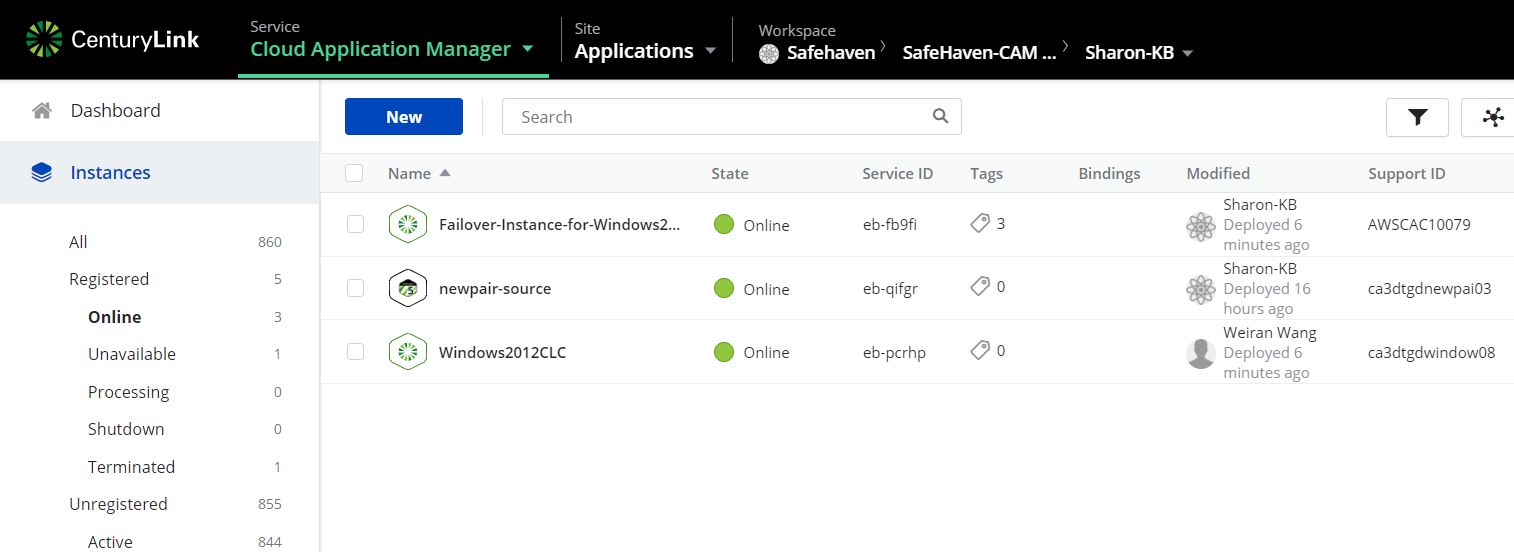 CenturyLink
Service
Cloud Application Manager
Site
Applications
Workspace
Safehaven
SafeHaven-CAM ...
Sharon-KB
Dashboard
Instances
All 860
Registered 5
Online 3
Unavailable 1
Processing 0
Shutdown 0
Terminated 1
Unregistered 855
Active 844
New
Search
Name State Service ID Tags Bindings Modified Support ID
Failover-Instance-for-Windows2... Online eb-fb9fi 3 Sharon-KB
Deployed 6
minutes ago
AWSCAC10079
newpair-source Online eb-qifgr 0 Sharon-KB
Deployed 16
hours ago
ca3dtgdnewpai03
Windows2012CLC Online eb-pcrhp 0 Weiran Wang
Deployed 6
minutes ago
ca3dtgdwindow08